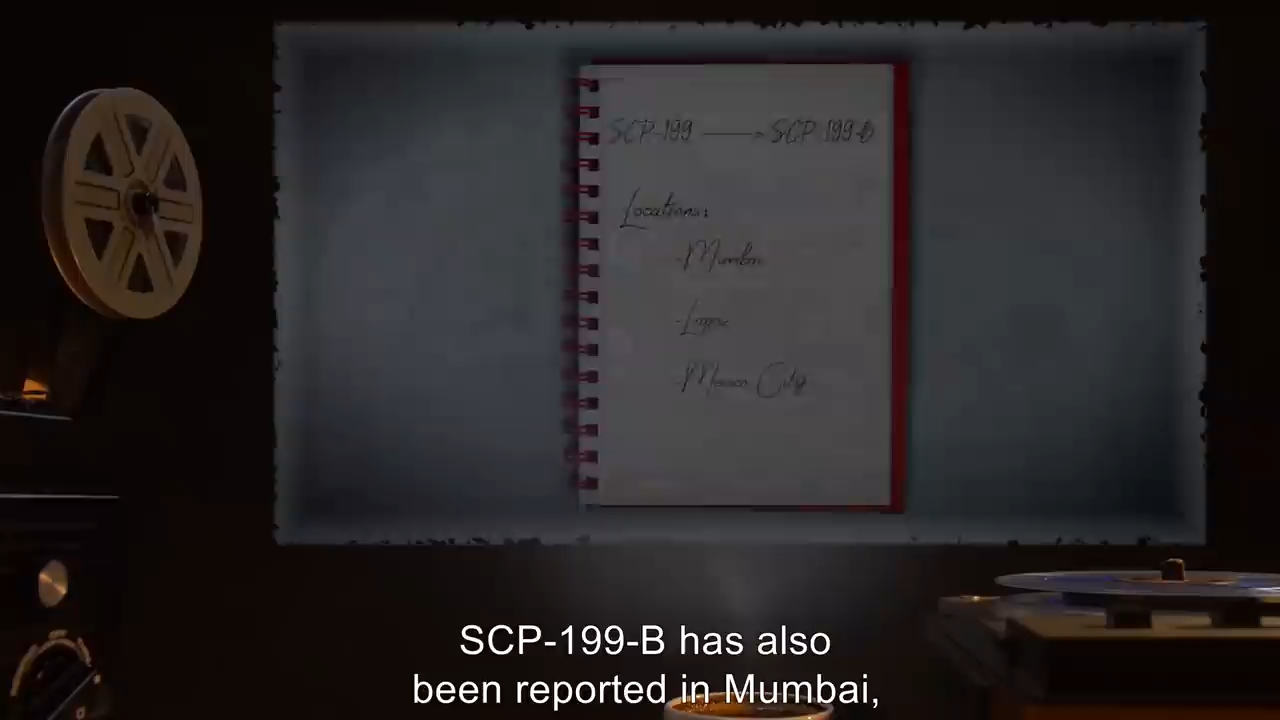 SCP-199 → SCP 199-B
Locations:
-Mumbai
-Lagos
-Mexico City
SCP-199-B has also
been reported in Mumbai,